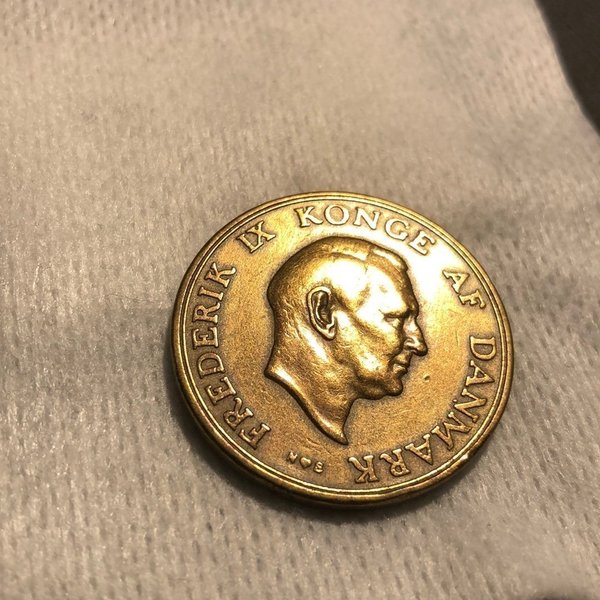 FREDERIK IX KONGE AF DANMARK
N♥S